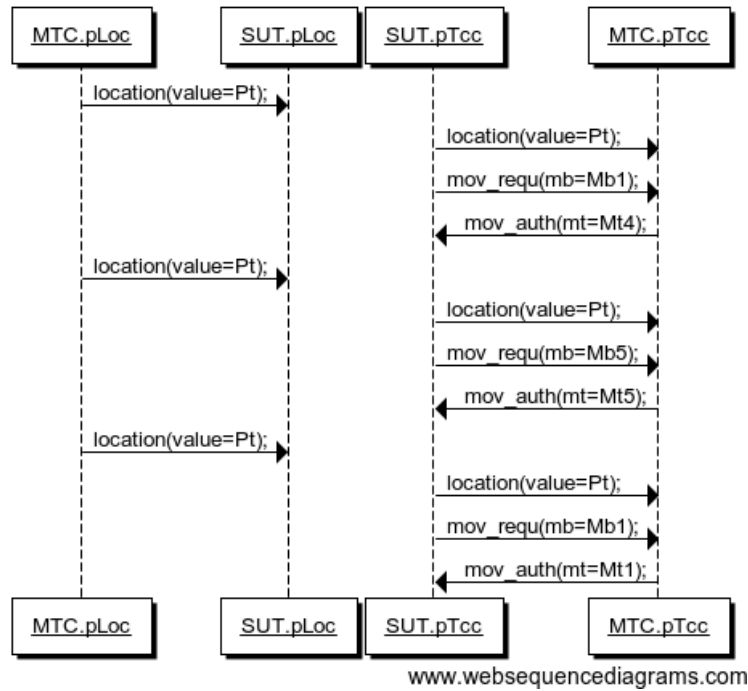 MTC.pLoc SUT.pLoc SUT.pTcc MTC.pTcc
location(value=Pt);
location(value=Pt);
mov_requ(mb=Mb1);
mov_auth(mt=Mt4);
location(value=Pt);
location(value=Pt);
mov_requ(mb=Mb5);
mov_auth(mt=Mt5);
location(value=Pt);
location(value=Pt);
mov_requ(mb=Mb1);
mov_auth(mt=Mt1);
MTC.pLoc SUT.pLoc SUT.pTcc MTC.pTcc
www.websequencediagrams.com